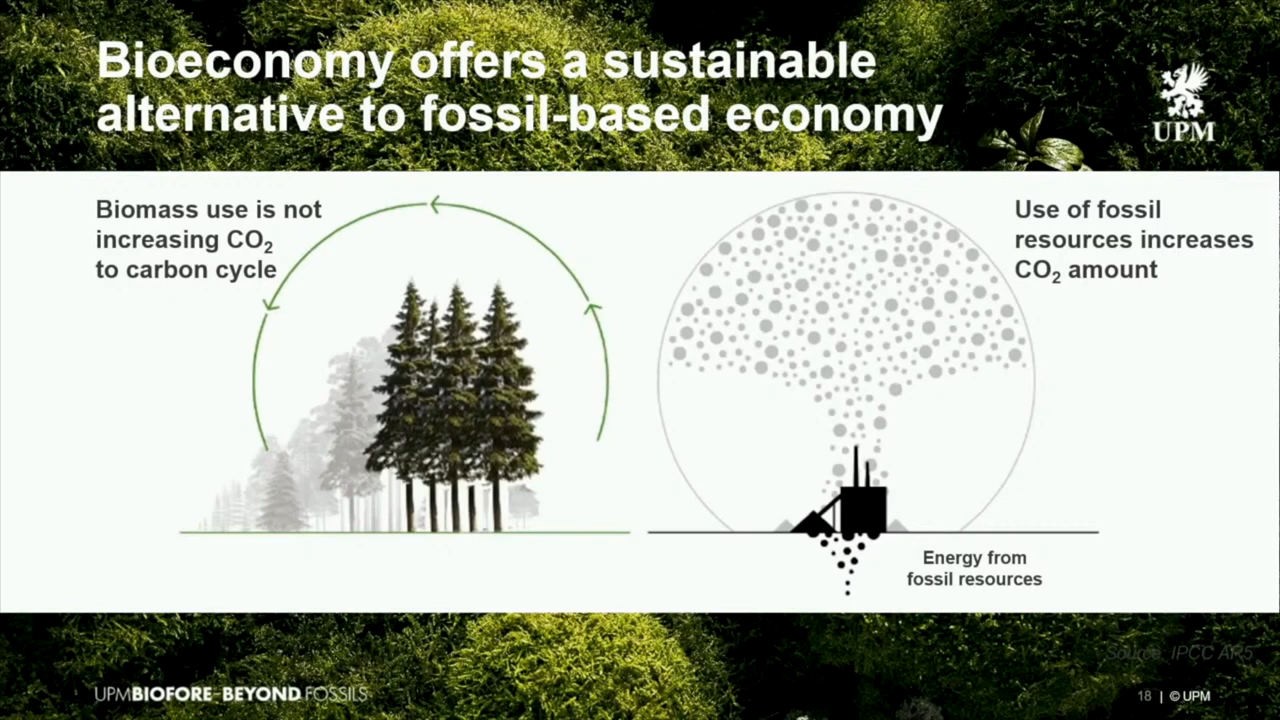 Bioeconomy offers a sustainable
alternative to fossil-based economy
UPM
Biomass use is not
increasing CO₂
to carbon cycle
Use of fossil
resources increases
CO₂ amount
Energy from
fossil resources
Source: IPCC AR5
UPMBIOFORE–BEYOND FOSSILS
18 | © UPM